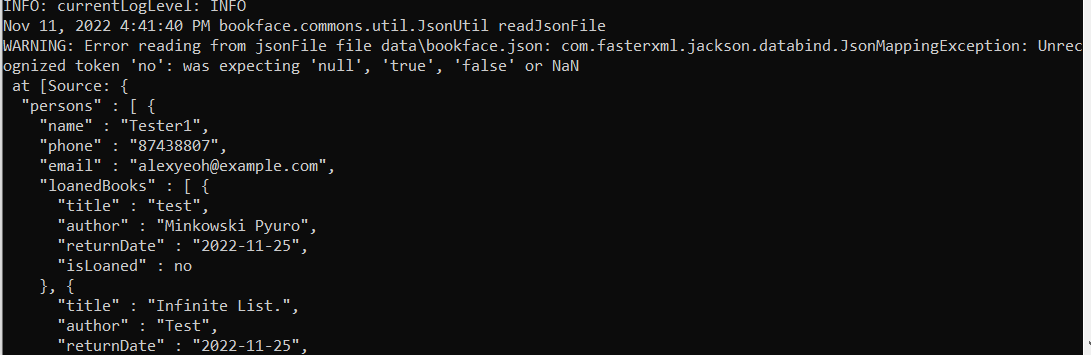 INFO: currentLogLevel: INFO
Nov 11, 2022 4:41:40 PM bookface.commons.util.JsonUtil readJsonFile
WARNING: Error reading from jsonFile file data\bookface.json: com.fasterxml.jackson.databind.JsonMappingException: Unrec
ognized token 'no': was expecting 'null', 'true', 'false' or NaN
 at [Source: {
  "persons" : [ {
    "name" : "Tester1",
    "phone" : "87438807",
    "email" : "alexyeoh@example.com",
    "loanedBooks" : [ {
      "title" : "test",
      "author" : "Minkowski Pyuro",
      "returnDate" : "2022-11-25",
      "isLoaned" : no
    }, {
      "title" : "Infinite List.",
      "author" : "Test",
      "returnDate" : "2022-11-25",